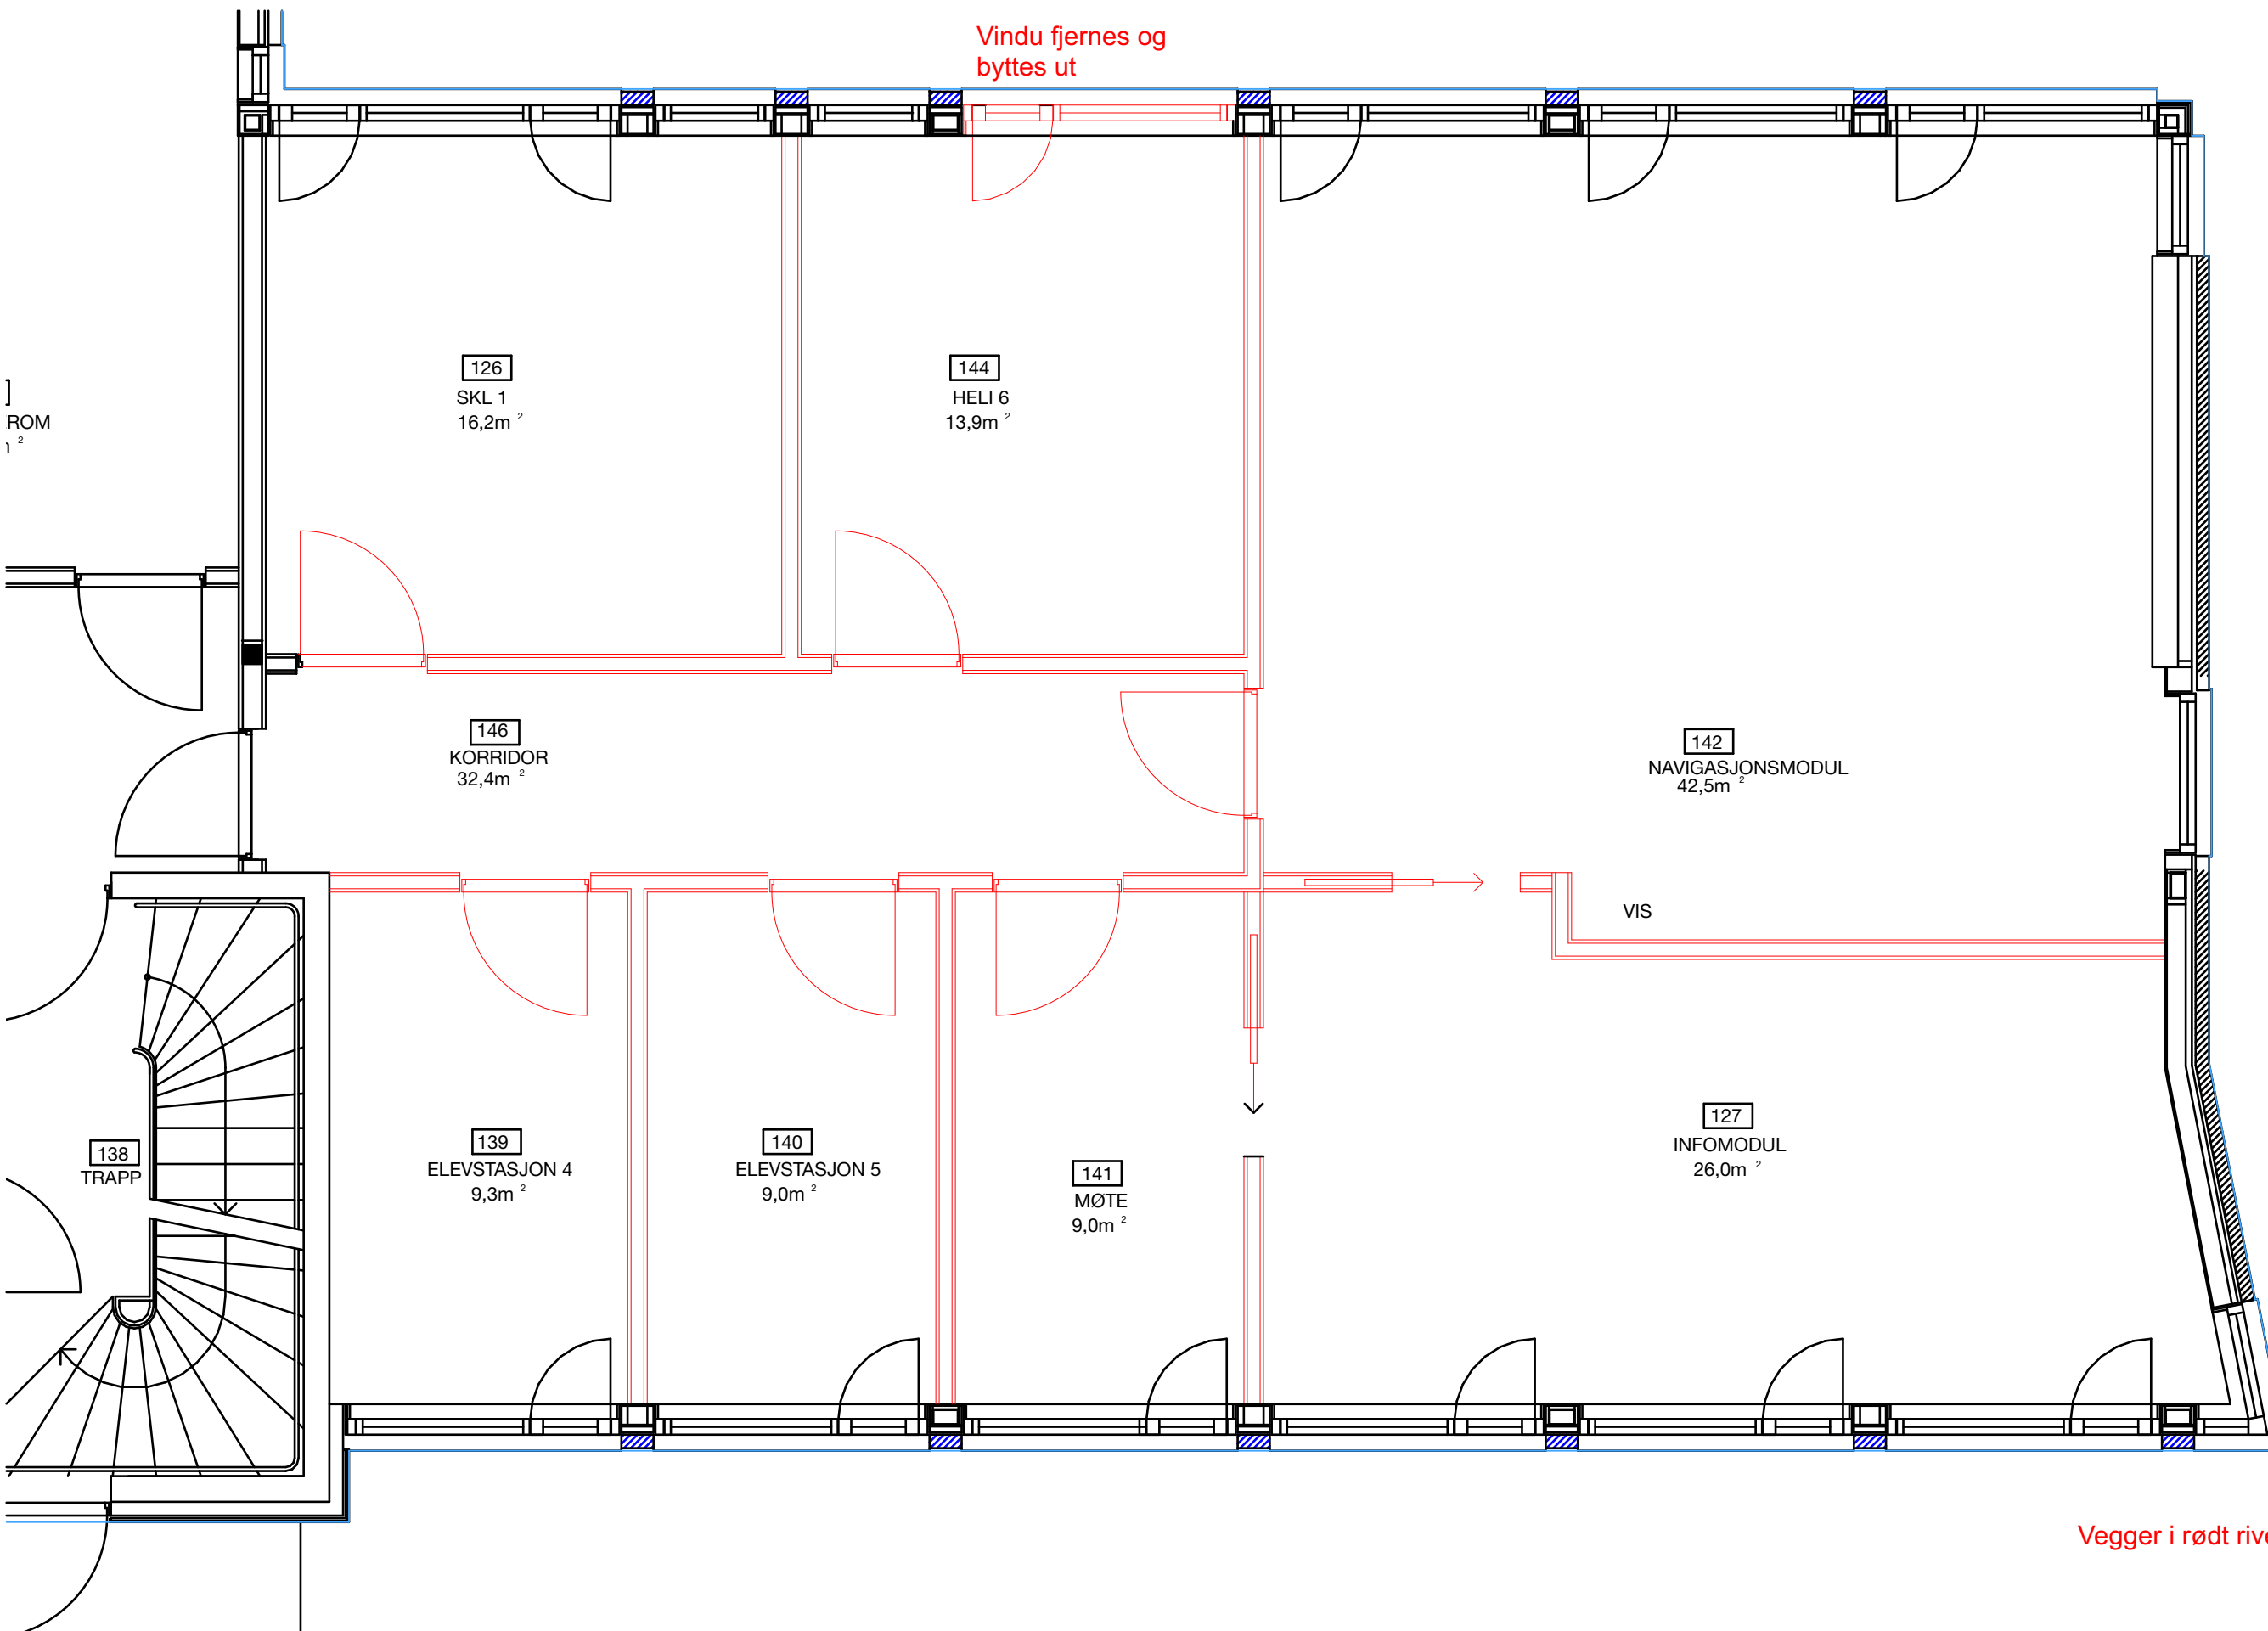 Vindu fjernes og
byttes ut
126
SKL 1
16,2m ²
144
HELI 6
13,9m ²
ROM
²
146
KORRIDOR
32,4m ²
142
NAVIGASJONSMODUL
42,5m ²
VIS
138
TRAPP
139
ELEVSTASJON 4
9,3m ²
140
ELEVSTASJON 5
9,0m ²
141
MØTE
9,0m ²
127
INFOMODUL
26,0m ²
Vegger i rødt